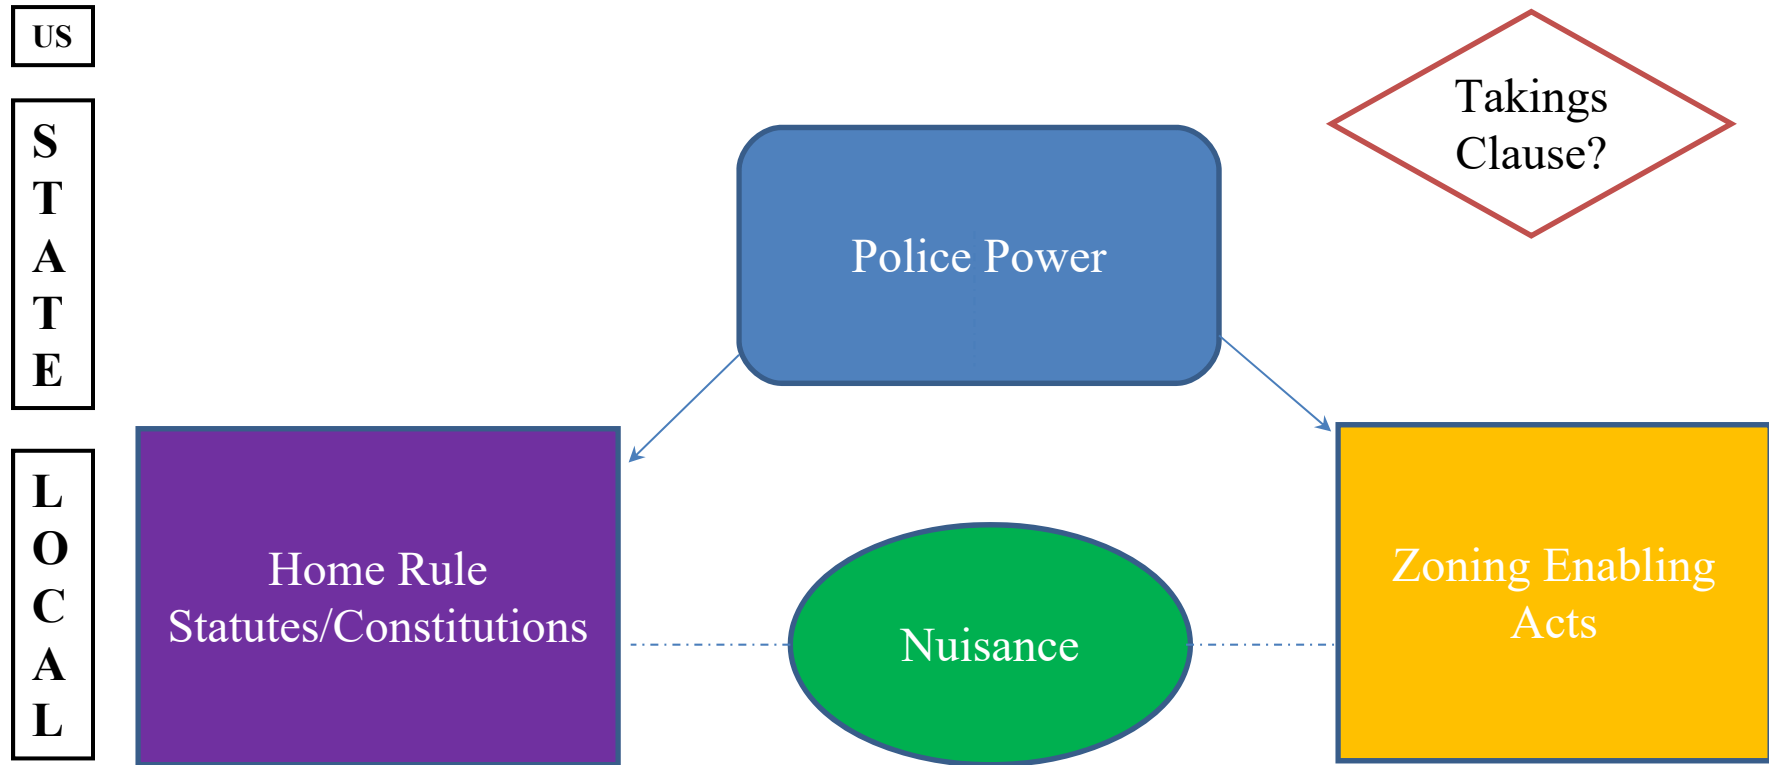 US
S
T
A
T
E
L
O
C
A
L
Takings
Clause?
Police Power
Home Rule
Statutes/Constitutions
Nuisance
Zoning Enabling
Acts